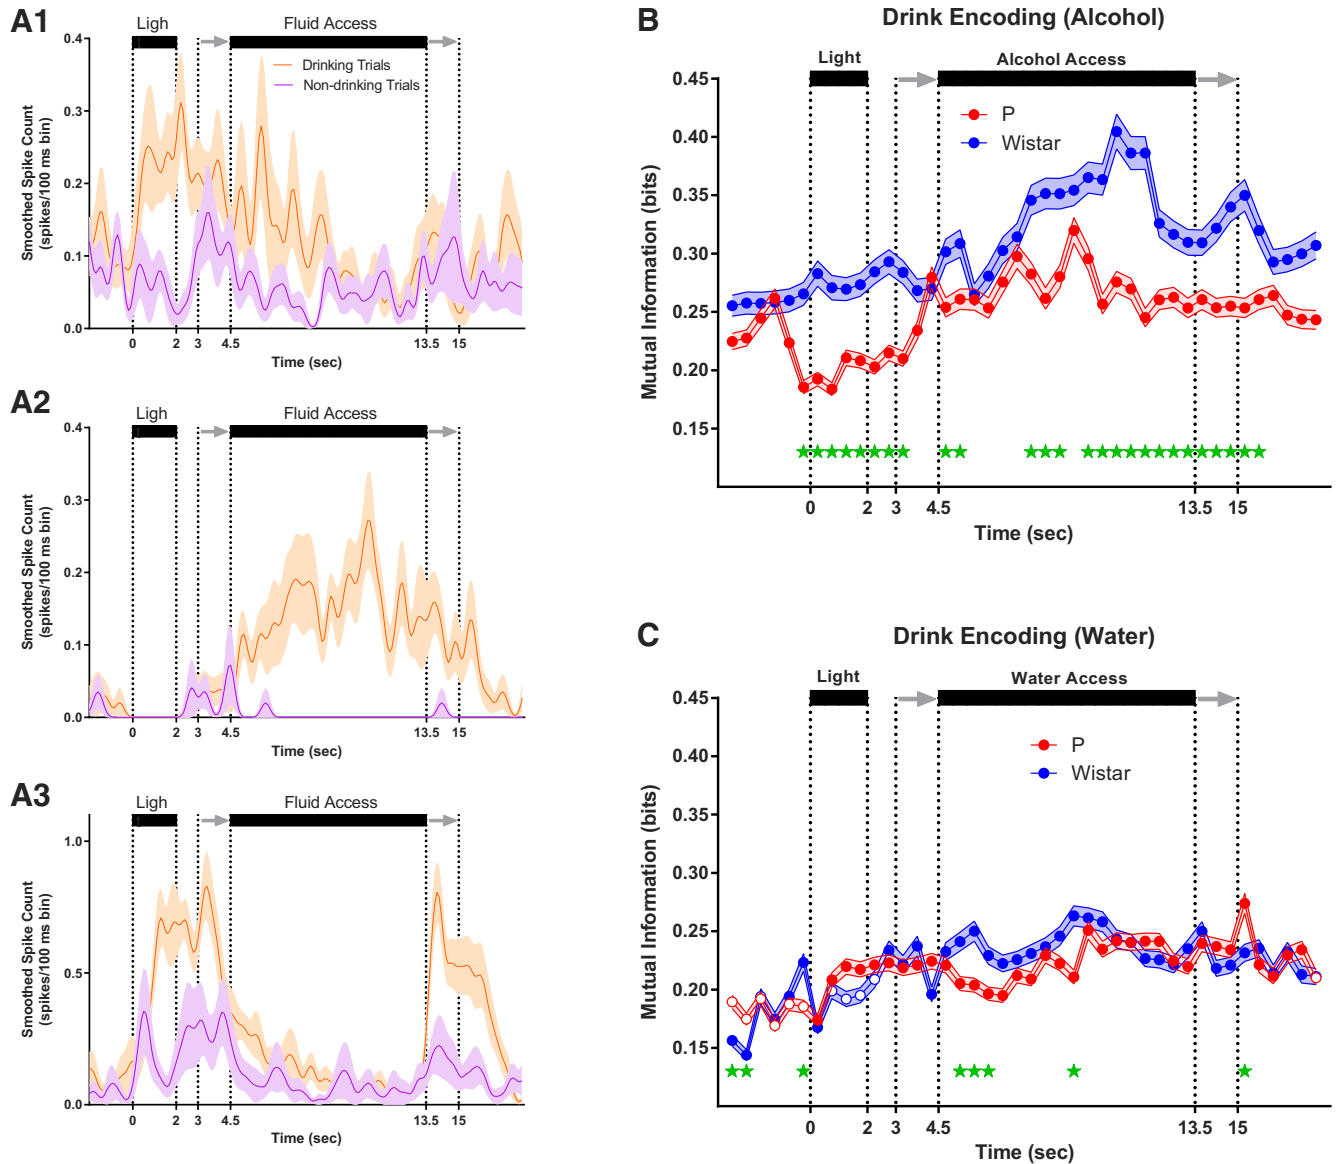 A1
Ligh
Fluid Access
0.4
0.3
0.2
0.1
0.0
Smoothed Spike Count
(spikes/100 ms bin)
Drinking Trials
Non-drinking Trials
0 2 3 4.5 13.5 15
Time (sec)
A2
Ligh
Fluid Access
0.4
0.3
0.2
0.1
0.0
Smoothed Spike Count
(spikes/100 ms bin)
0 2 3 4.5 13.5 15
Time (sec)
A3
Ligh
Fluid Access
1.0
0.5
0.0
Smoothed Spike Count
(spikes/100 ms bin)
0 2 3 4.5 13.5 15
Time (sec)
B
Drink Encoding (Alcohol)
Light
Alcohol Access
0.45
0.40
0.35
0.30
0.25
0.20
0.15
Mutual Information (bits)
P
Wistar
0 2 3 4.5 13.5 15
Time (sec)
C
Drink Encoding (Water)
Light
Water Access
0.45
0.40
0.35
0.30
0.25
0.20
0.15
Mutual Information (bits)
P
Wistar
0 2 3 4.5 13.5 15
Time (sec)